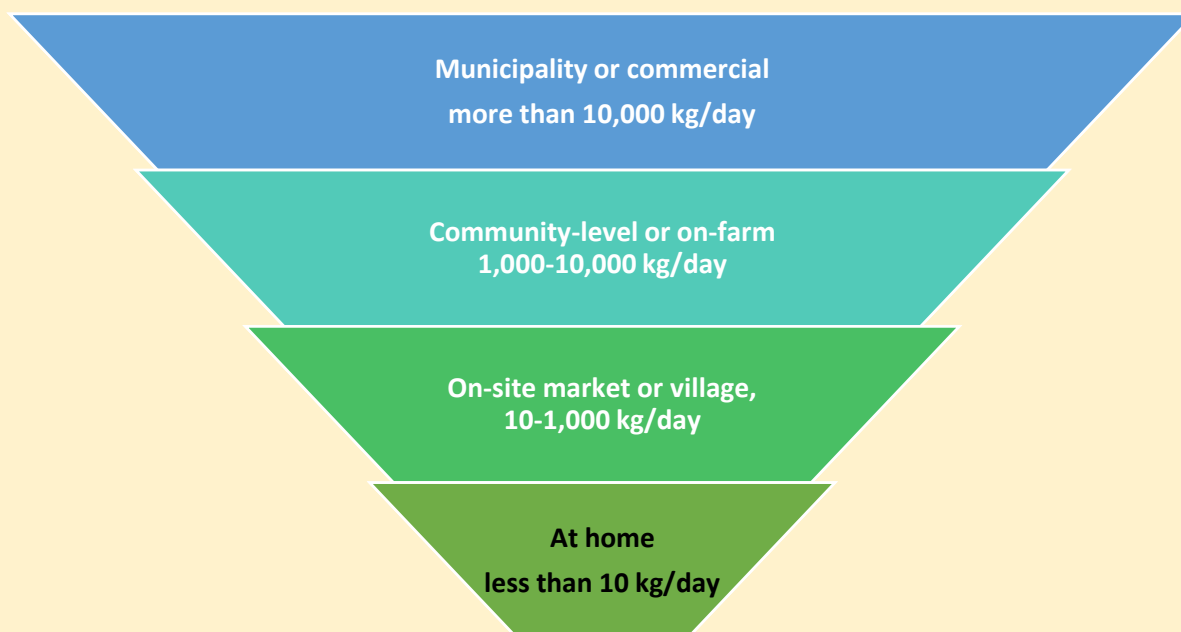 Municipality or commercial
more than 10,000 kg/day
Community-level or on-farm
1,000-10,000 kg/day
On-site market or village,
10-1,000 kg/day
At home
less than 10 kg/day